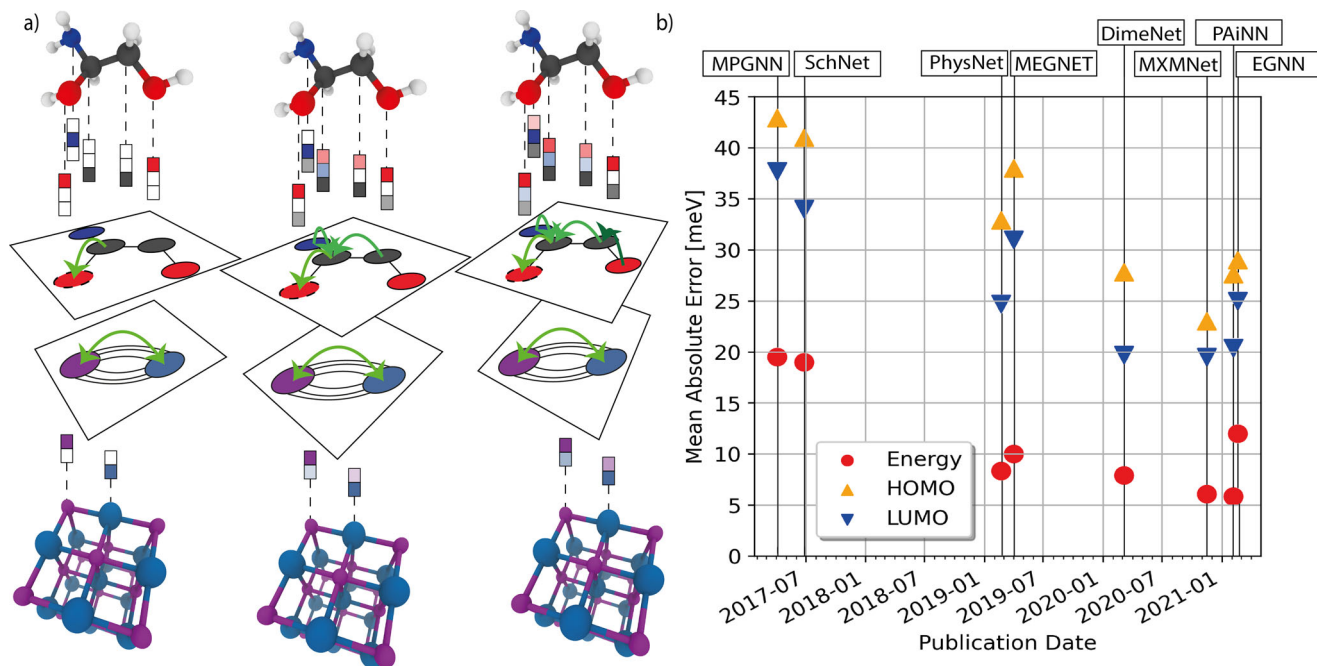 a)
b)
DimeNet
PAiNN
MPGNN
SchNet
PhysNet
MEGNET
MXMNet
EGNN
Mean Absolute Error [meV]
45
40
35
30
25
20
15
10
5
0
Energy
HOMO
LUMO
2017-07
2018-01
2018-07
2019-01
2019-07
2020-01
2020-07
2021-01
Publication Date